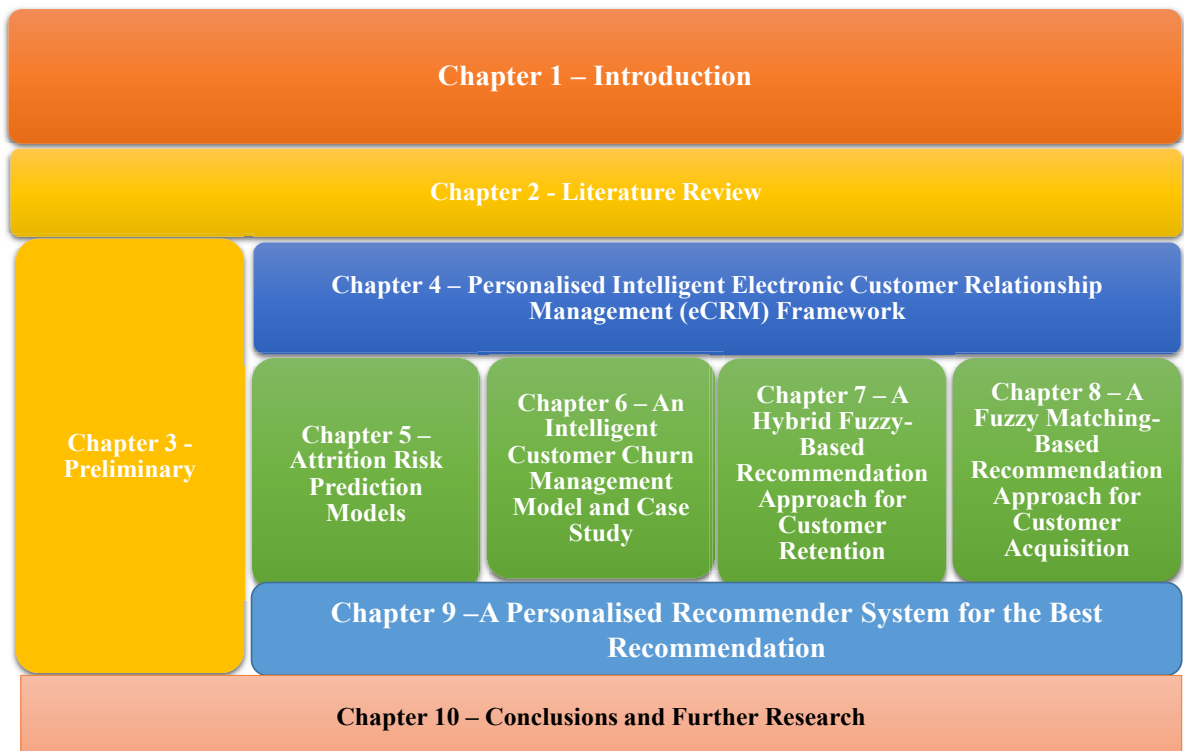 Chapter 1 – Introduction
Chapter 2 - Literature Review
Chapter 3 -
Preliminary
Chapter 4 – Personalised Intelligent Electronic Customer Relationship
Management (eCRM) Framework
Chapter 5 –
Attrition Risk
Prediction
Models
Chapter 6 – An
Intelligent
Customer Churn
Management
Model and Case
Study
Chapter 7 – A
Hybrid Fuzzy-
Based
Recommendation
Approach for
Customer
Retention
Chapter 8 – A
Fuzzy Matching-
Based
Recommendation
Approach for
Customer
Acquisition
Chapter 9 –A Personalised Recommender System for the Best
Recommendation
Chapter 10 – Conclusions and Further Research